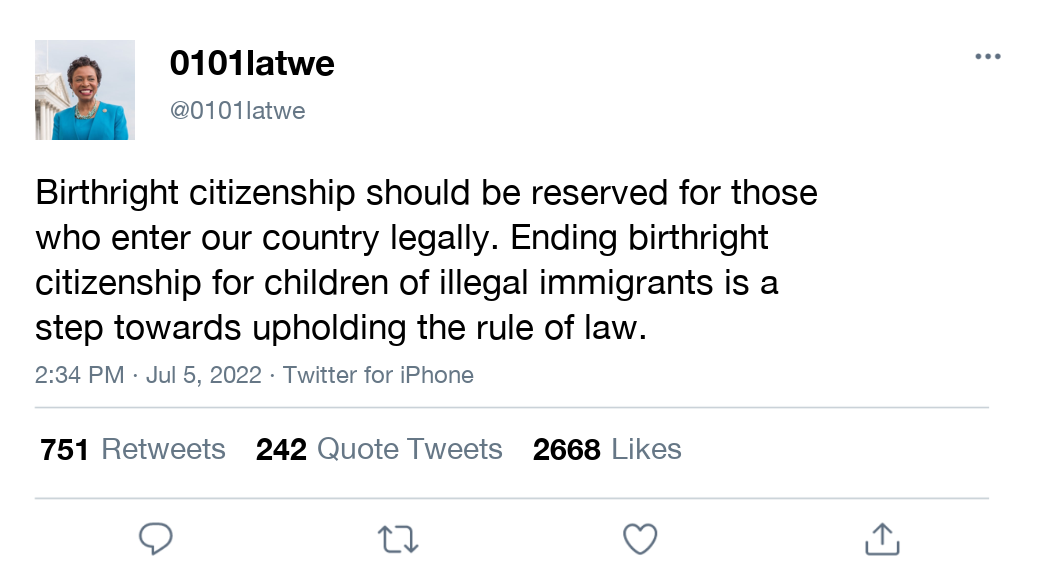 0101latwe
@0101latwe
Birthright citizenship should be reserved for those
who enter our country legally. Ending birthright
citizenship for children of illegal immigrants is a
step towards upholding the rule of law.
2:34 PM · Jul 5, 2022 · Twitter for iPhone
751 Retweets 242 Quote Tweets 2668 Likes